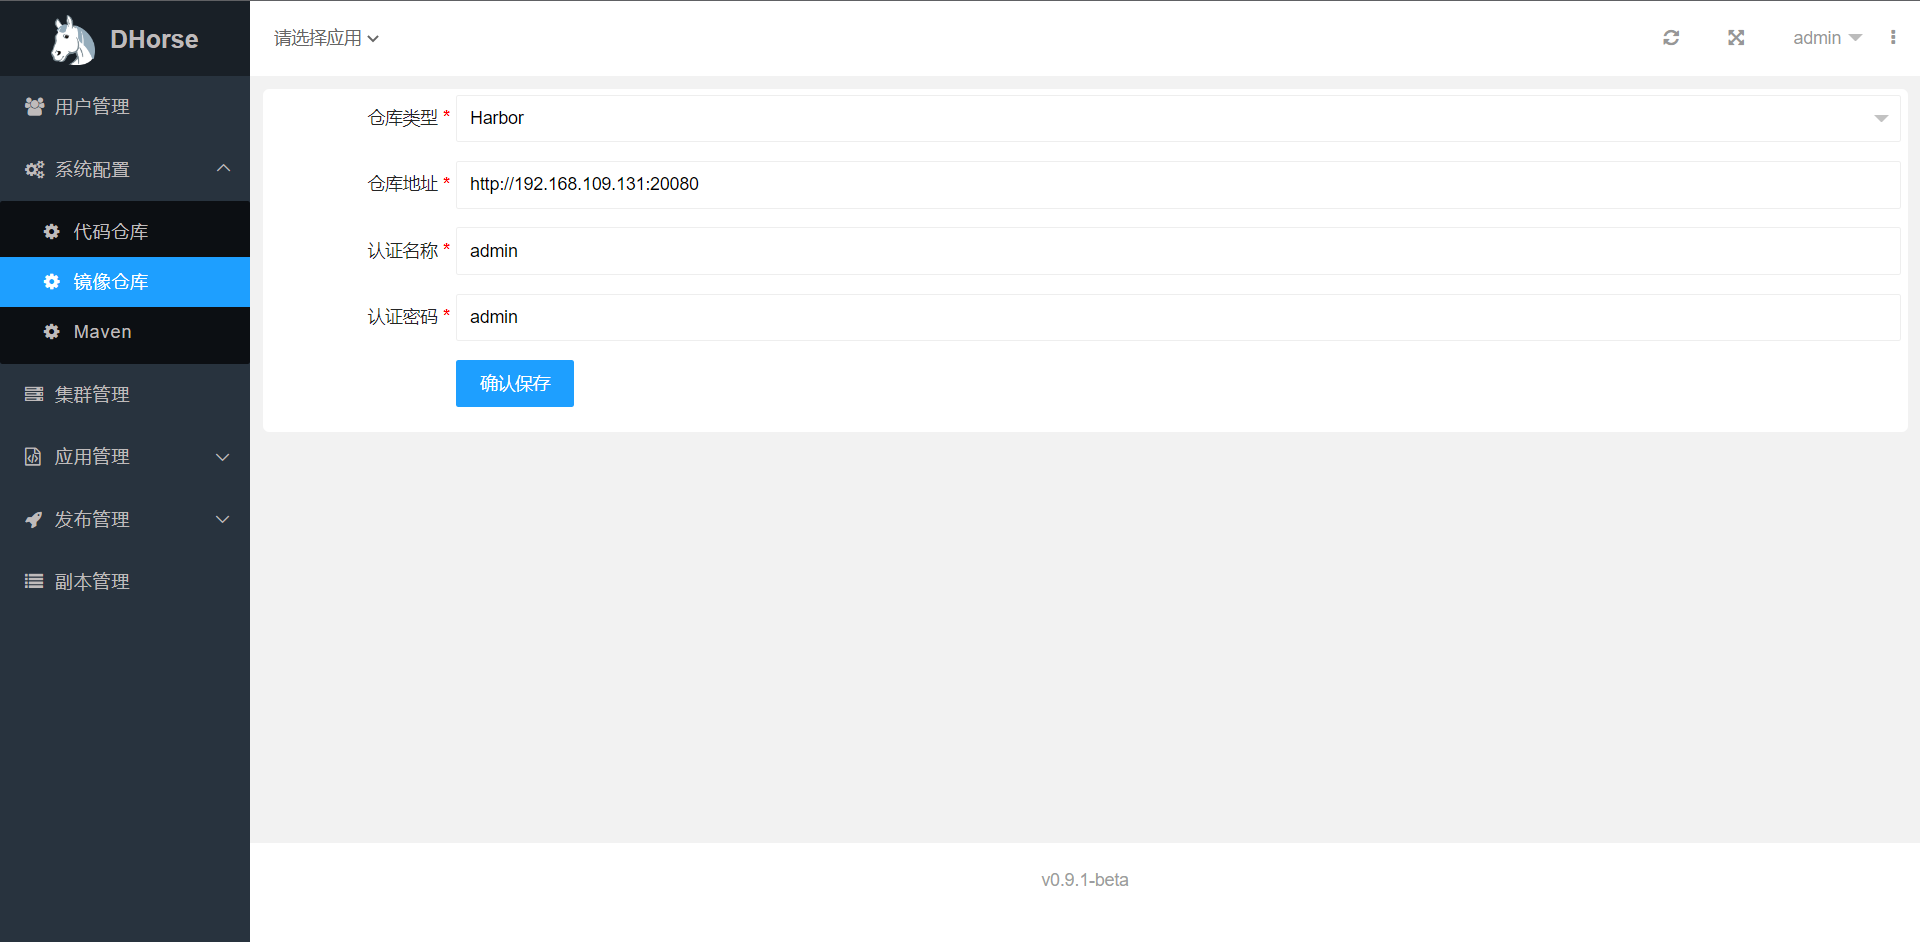 DHorse
请选择应用
admin
用户管理
系统配置
代码仓库
镜像仓库
Maven
集群管理
应用管理
发布管理
副本管理
仓库类型 * Harbor
仓库地址 * http://192.168.109.131:20080
认证名称 * admin
认证密码 * admin
确认保存
v0.9.1-beta